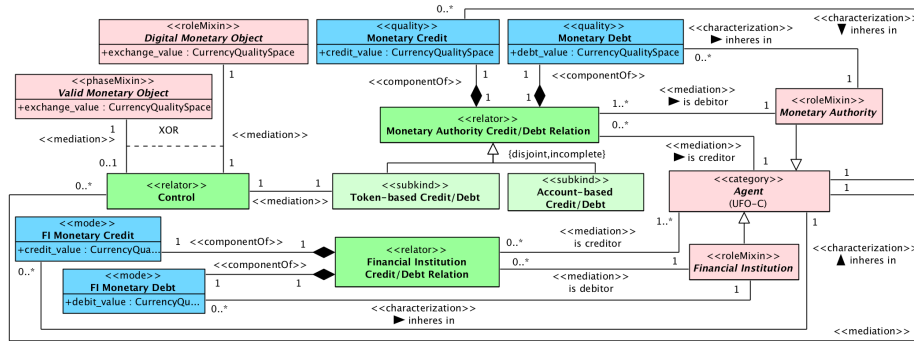 <<roleMixin>>
Digital Monetary Object
+exchange_value : CurrencyQualitySpace
<<quality>>
Monetary Credit
+credit_value : CurrencyQualitySpace
<<quality>>
Monetary Debt
+debt_value : CurrencyQualitySpace
0..*
<<characterization>>
► inheres in
0..*
1
<<characterization>>
▼ inheres in
<<phaseMixin>>
Valid Monetary Object
+exchange_value : CurrencyQualitySpace
1
1
<<componentOf>>
1
1
<<componentOf>>
1
<<mediation>>
► is debitor
1..*
1
<<roleMixin>>
Monetary Authority
<<relator>>
Monetary Authority Credit/Debt Relation
0..*
<<mediation>>
► is creditor
1
1
XOR
<<mediation>>
<<mediation>>
0..1
1
{disjoint,incomplete}
0..*
<<relator>>
Control
1
1
<<mediation>>
<<subkind>>
Token-based Credit/Debt
<<subkind>>
Account-based
Credit/Debt
<<category>>
Agent
(UFO-C)
1
1
<<mode>>
FI Monetary Credit
+credit_value : CurrencyQua...
1
<<componentOf>>
1
0..*
<<relator>>
Financial Institution
Credit/Debt Relation
0..*
<<mediation>>
► is creditor
1..*
1
<<characterization>>
▲ inheres in
<<mode>>
FI Monetary Debt
+debit_value : CurrencyQu...
<<componentOf>>
1
1
0..*
<<mediation>>
► is debitor
1
<<roleMixin>>
Financial Institution
0..*
1
<<characterization>>
► inheres in
<<mediation>>